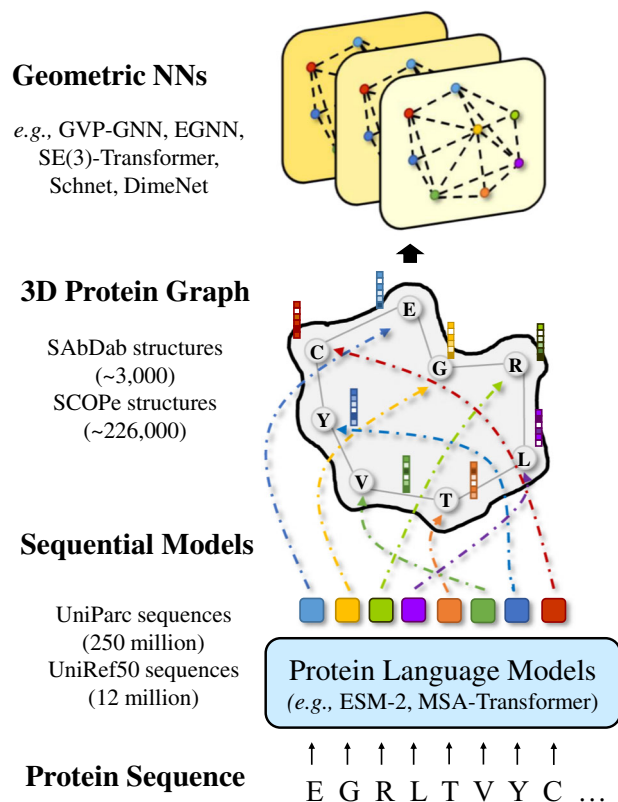 Geometric NNs
e.g., GVP-GNN, EGNN,
SE(3)-Transformer,
Schnet, DimeNet
3D Protein Graph
SAbDab structures
(~3,000)
SCOPe structures
(~226,000)
E
C
G
R
Y
V
T
L
Sequential Models
UniParc sequences
(250 million)
UniRef50 sequences
(12 million)
Protein Language Models
(e.g., ESM-2, MSA-Transformer)
Protein Sequence
E G R L T V Y C ...